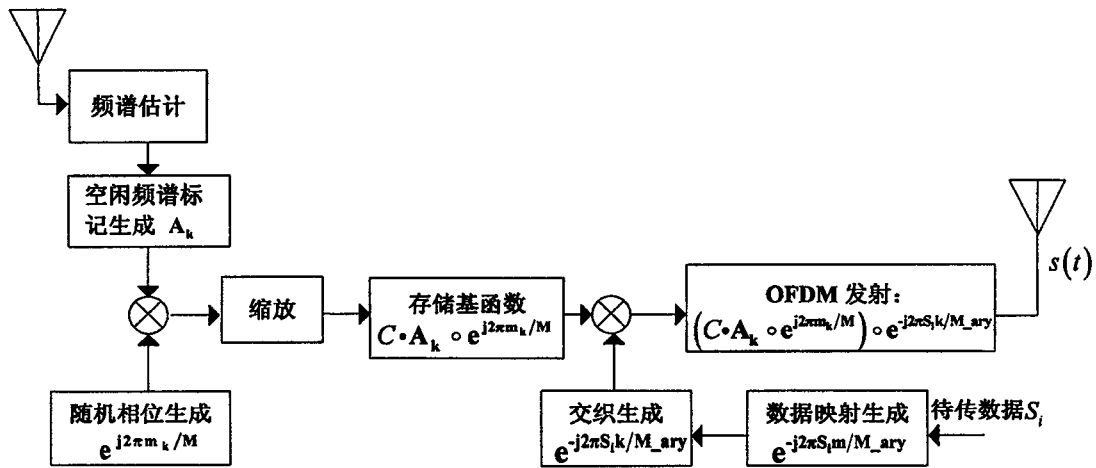 频谱估计
空闲频谱标
记生成 A_k
缩放
存储基函数
C•A_k∘e^{j2πm_k/M}
OFDM 发射:
(C•A_k∘e^{j2πm_k/M})∘e^{-j2πS_ik/M_ary}
s(t)
随机相位生成
e^{j2πm_k/M}
交织生成
e^{-j2πS_ik/M_ary}
数据映射生成
e^{-j2πS_im/M_ary}
待传数据S_i